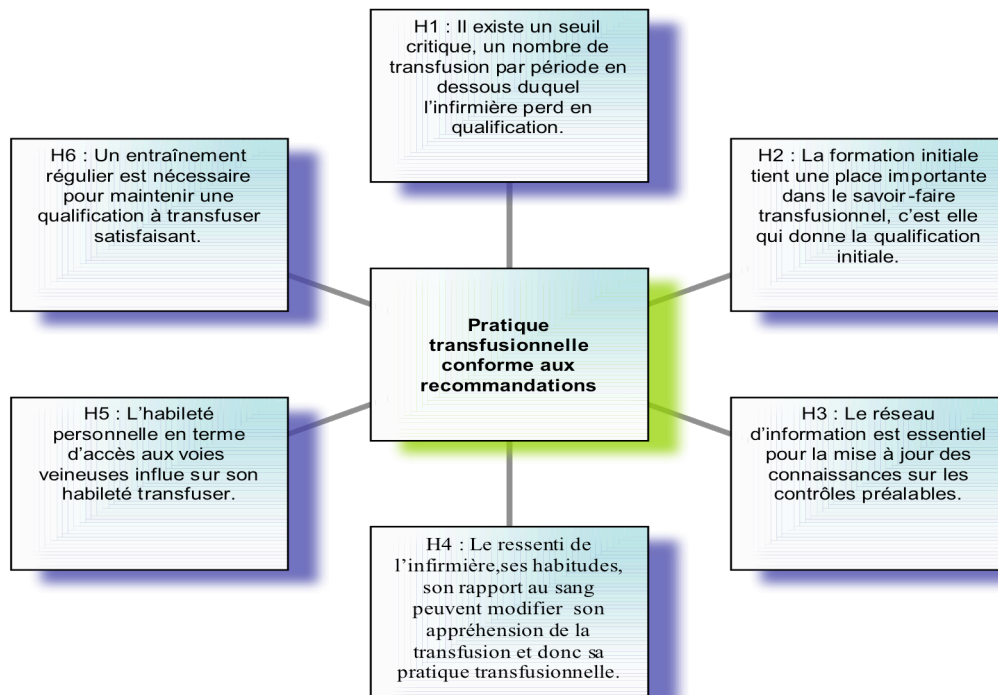 H1 : Il existe un seuil
critique, un nombre de
transfusion par période en
dessous duquel
l'infirmière perd en
qualification.
H6 : Un entraînement
régulier est nécessaire
pour maintenir une
qualification à transfuser
satisfaisant.
H2 : La formation initiale
tient une place importante
dans le savoir-faire
transfusionnel, c'est elle
qui donne la qualification
initiale.
Pratique
transfusionnelle
conforme aux
recommandations
H5 : L'habileté
personnelle en terme
d'accès aux voies
veineuses influe sur son
habileté transfuser.
H3 : Le réseau
d'information est essentiel
pour la mise à jour des
connaissances sur les
contrôles préalables.
H4 : Le ressenti de
l'infirmière,ses habitudes,
son rapport au sang
peuvent modifier son
appréhension de la
transfusion et donc sa
pratique transfusionnelle.